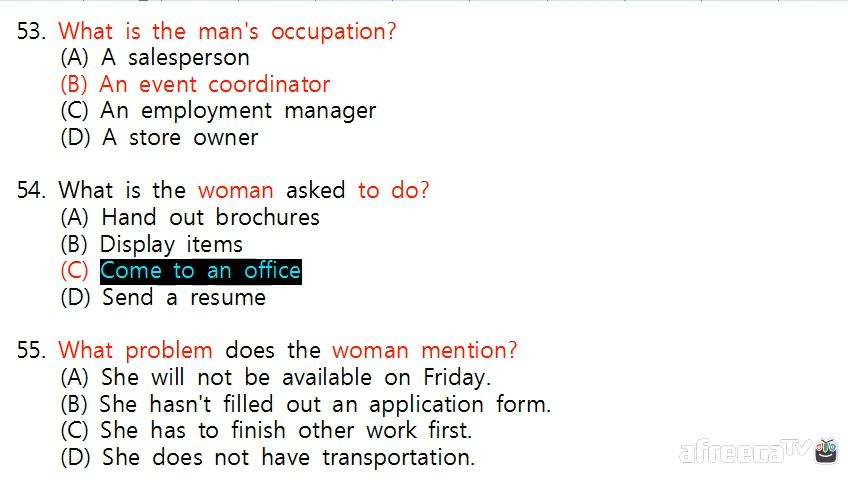 53. What is the man's occupation?
(A) A salesperson
(B) An event coordinator
(C) An employment manager
(D) A store owner
54. What is the woman asked to do?
(A) Hand out brochures
(B) Display items
(C) Come to an office
(D) Send a resume
55. What problem does the woman mention?
(A) She will not be available on Friday.
(B) She hasn't filled out an application form.
(C) She has to finish other work first.
(D) She does not have transportation.
afreecaTV